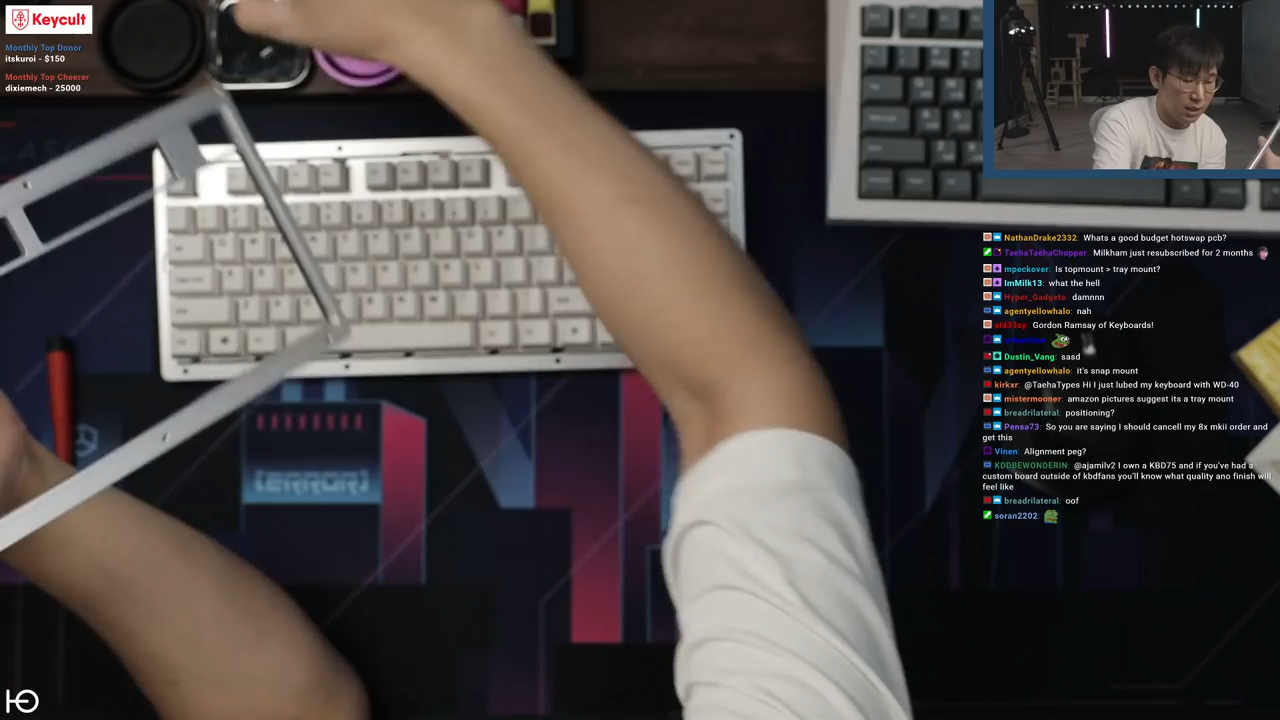 Keycult
Monthly Top Donor
itskuroi - $150
Monthly Top Cheerer
dixiemech - 25000
NathanDrake2332: Whats a good budget hotswap pcb?
TaehaTaehaChopper: Milkham just resubscribed for 2 months
mpeckover: Is topmount > tray mount?
ImMilk13: what the hell
Hyper_Gadgets: damnnn
agentyellowhalo: nah
eld33zy: Gordon Ramsay of Keyboards!
Dustin_Vang: sasd
agentyellowhalo: it's snap mount
kirkxr: @TaehaTypes Hi I just lubed my keyboard with WD-40
mistermooner: amazon pictures suggest its a tray mount
breadrilateral: positioning?
Pensa73: So you are saying I should cancell my 8x mkii order and
get this
Vinen: Alignment peg?
KDDBEWONDERIN: @ajamilv2 I own a KBD75 and if you've had a
custom board outside of kbdfans you'll know what quality ano finish will
feel like
breadrilateral: oof
soran2202:
[ERROR]